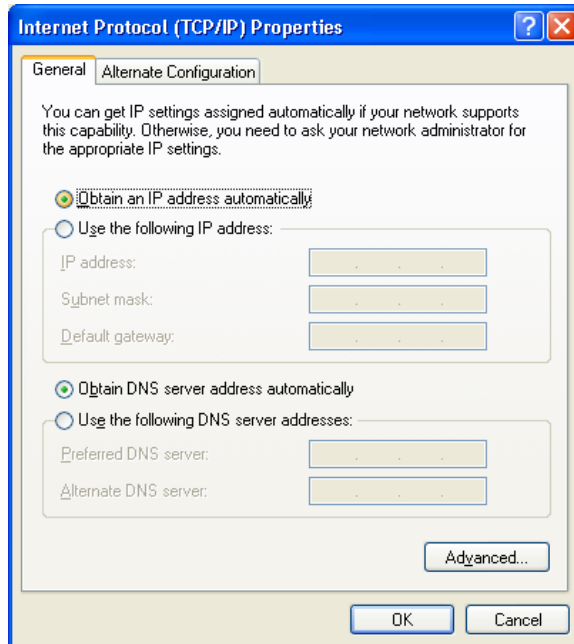 Internet Protocol (TCP/IP) Properties
General
Alternate Configuration
You can get IP settings assigned automatically if your network supports
this capability. Otherwise, you need to ask your network administrator for
the appropriate IP settings.
Obtain an IP address automatically
Use the following IP address:
IP address:
Subnet mask:
Default gateway:
Obtain DNS server address automatically
Use the following DNS server addresses:
Preferred DNS server:
Alternate DNS server:
Advanced...
OK
Cancel